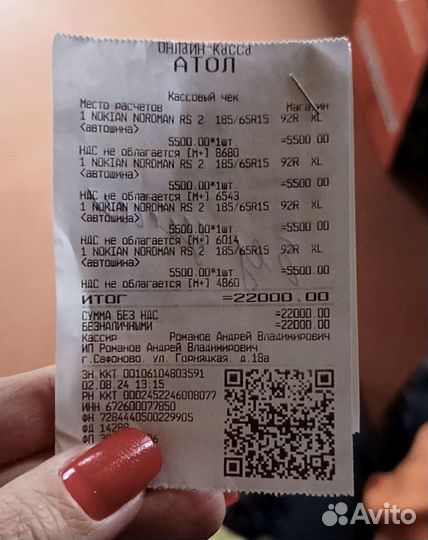 ОНЛАЙН КАССА
АТОЛ
Кассовый чек
Место расчетов Магазин
1 NOKIAN NORDMAN RS 2 185/65R15 92R XL
<автошина>
5500.00*1шт. =5500.00
НДС не облагается [М+] 8680
1 NOKIAN NORDMAN RS 2 185/65R15 92R XL
<автошина>
5500.00*1шт. =5500.00
НДС не облагается [М+] 6543
1 NOKIAN NORDMAN RS 2 185/65R15 92R XL
<автошина>
5500.00*1шт. =5500.00
НДС не облагается [М+] 6014
1 NOKIAN NORDMAN RS 2 185/65R15 92R XL
<автошина>
5500.00*1шт. =5500.00
НДС не облагается [М+] 4860
ИТОГ =22000.00
СУММА БЕЗ НДС =22000.00
БЕЗНАЛИЧНЫМИ =22000.00
Кассир Романов Андрей Владимирович
ИП Романов Андрей Владимирович
г.Сафоново, ул. Горняцкая, д.18а
ЗН ККТ 00106104803591
02.08.24 13:15
РН ККТ 0002452246008077
ИНН 672600077850
ФН 7284440500229905
ФД
ФП
Avito